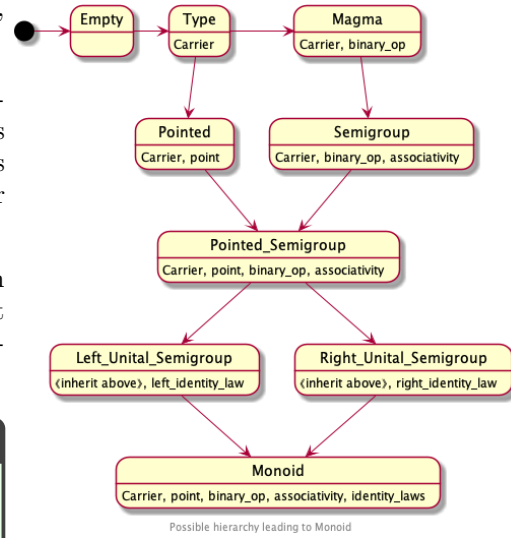 Empty
Type
Carrier
Magma
Carrier, binary_op
Pointed
Carrier, point
Semigroup
Carrier, binary_op, associativity
Pointed_Semigroup
Carrier, point, binary_op, associativity
Left_Unital_Semigroup
«inherit above», left_identity_law
Right_Unital_Semigroup
«inherit above», right_identity_law
Monoid
Carrier, point, binary_op, associativity, identity_laws
Possible hierarchy leading to Monoid